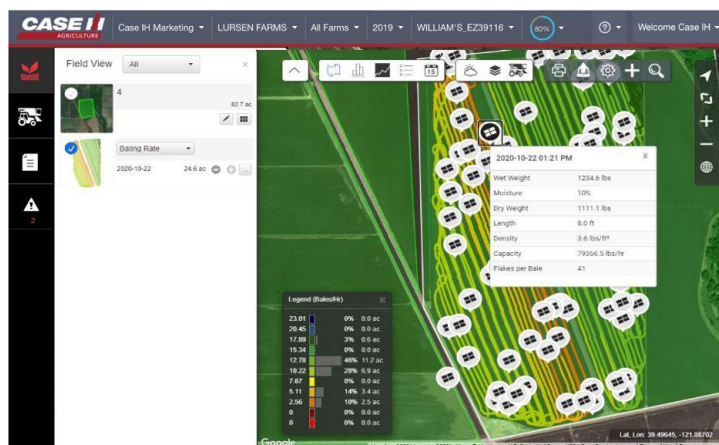 CASE IH
AGRICULTURE
Case IH Marketing
LURSEN FARMS
All Farms
2019
WILLIAM'S_EZ39116
80%
Welcome Case IH
Field View
All
×
4
82.7 ac
Baling Rate
2020-10-22
24.6 ac
...
2
15
2020-10-22 01:21 PM
X
Wet Weight 1234.6 lbs
Moisture 10%
Dry Weight 1111.1 lbs
Length 8.0 ft
Density 3.6 lbs/ft³
Capacity 79366.5 lbs/hr
Flakes per Bale 41
Legend (Bales/Hr)
23.01 0% 0.0 ac
20.45 0% 0.0 ac
17.89 3% 0.6 ac
15.34 0% 0.0 ac
12.78 46% 11.2 ac
10.22 28% 6.9 ac
7.67 0% 0.0 ac
5.11 14% 3.4 ac
2.56 10% 2.5 ac
0 0% 0.0 ac
0 0% 0.0 ac
Google
Lat, Lon: 39.49645, -121.88702